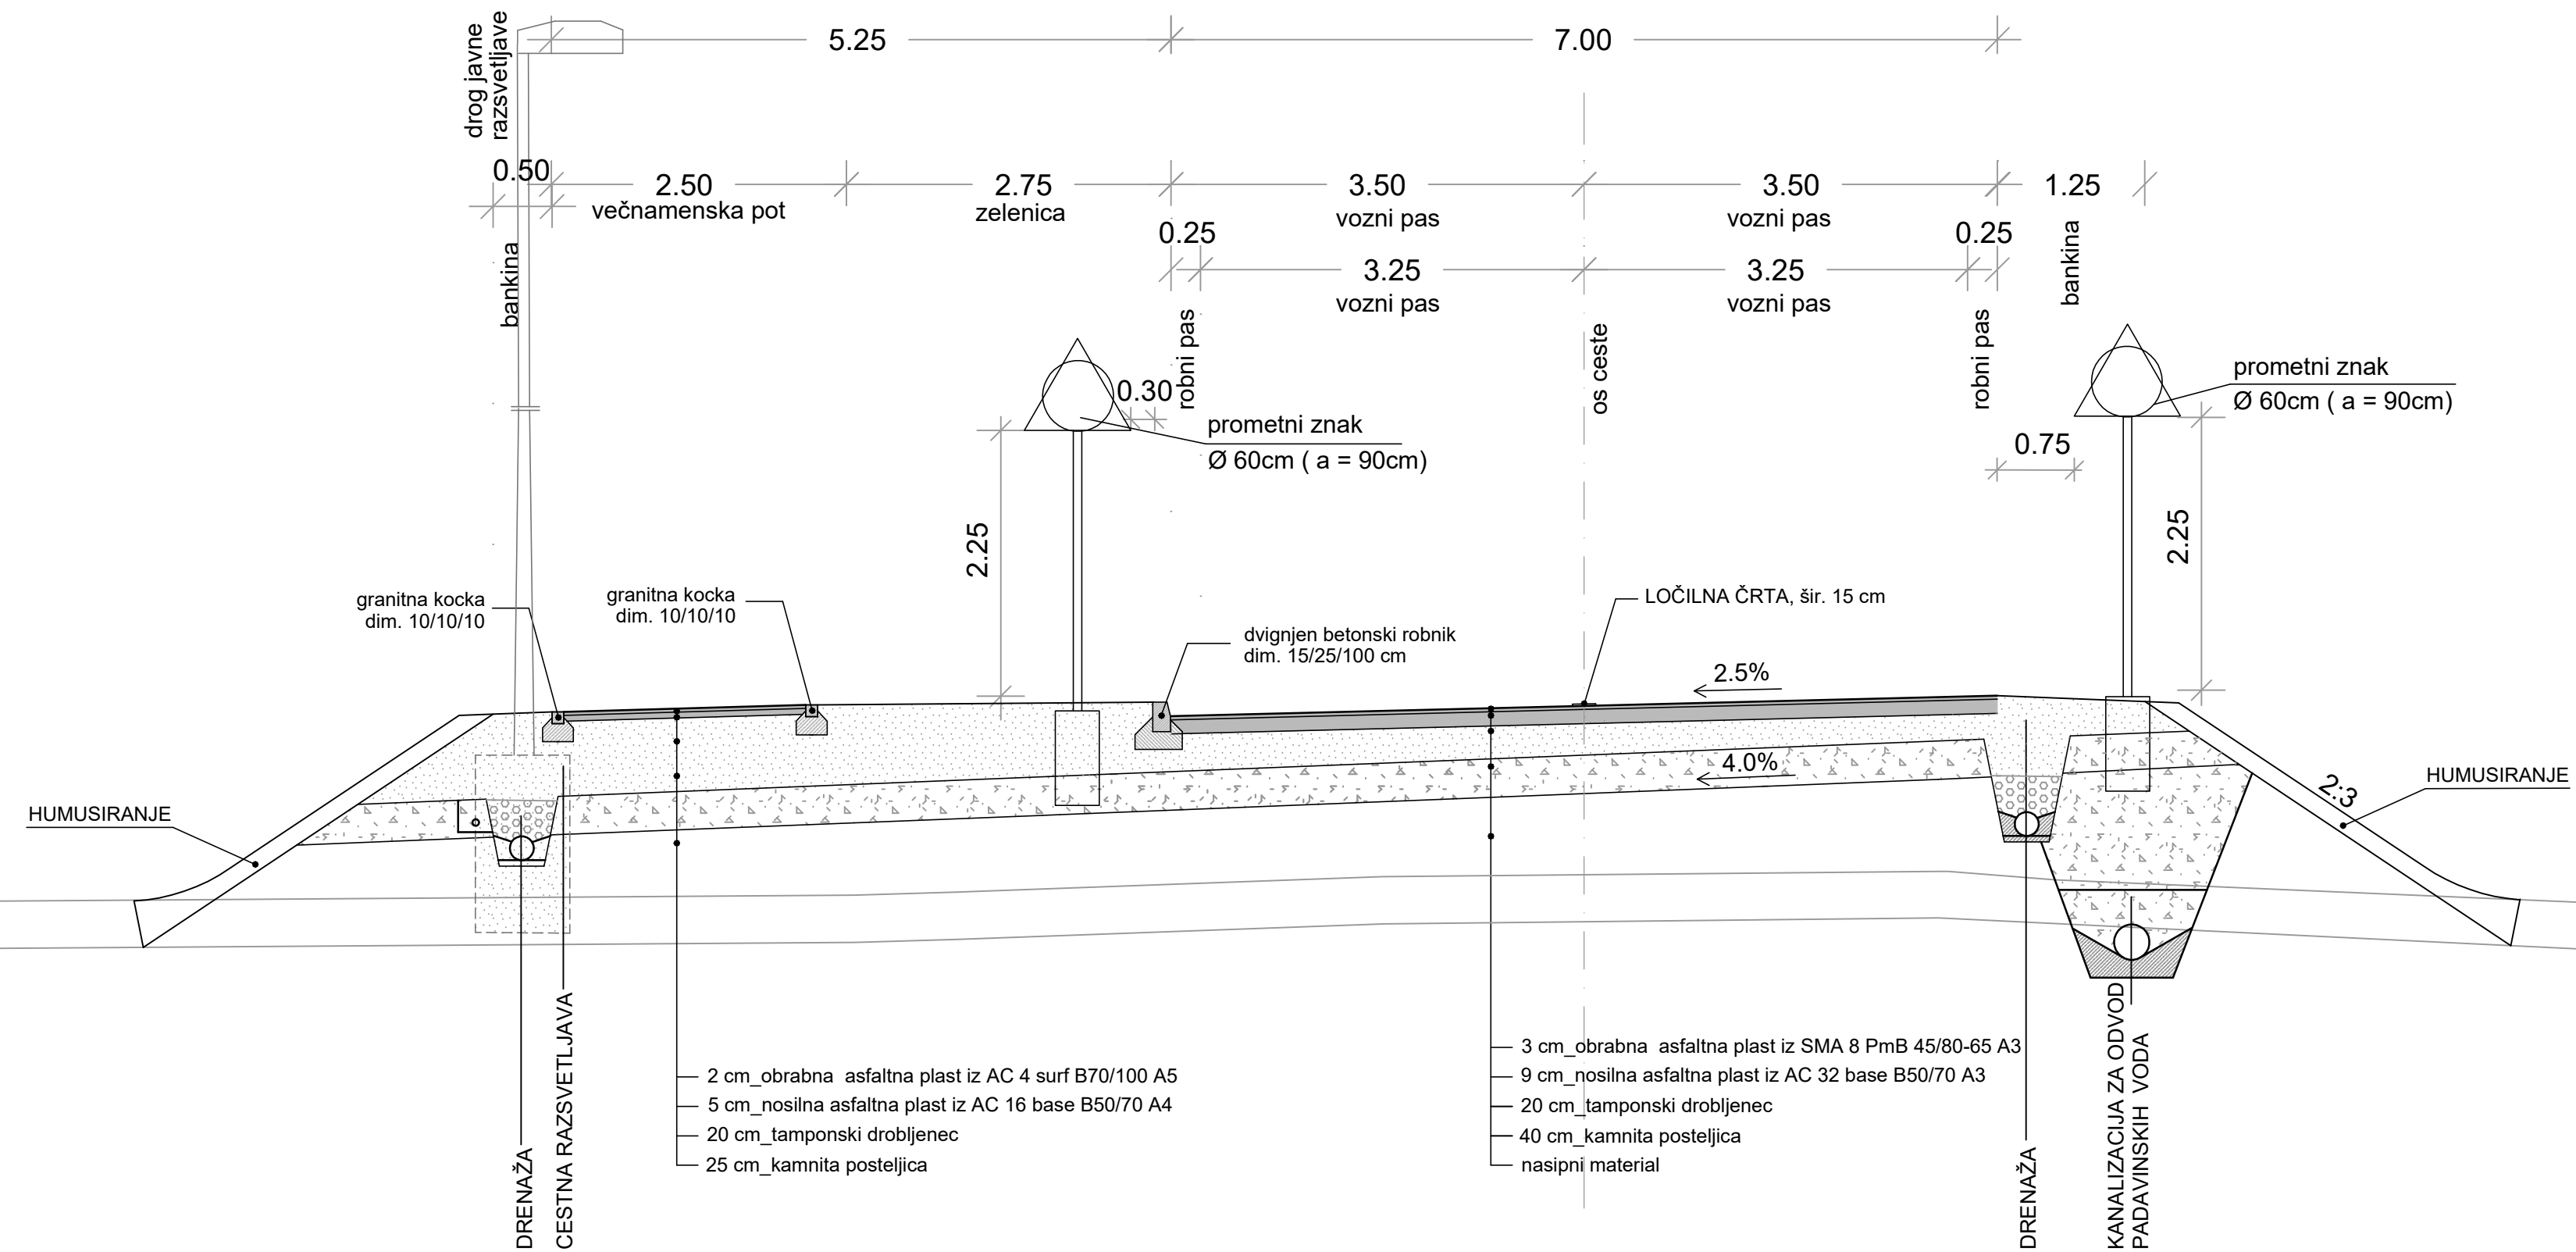 drog javne
razsvetljave
5.25
7.00
0.50
2.50
večnamenska pot
2.75
zelenica
3.50
vozni pas
3.50
vozni pas
1.25
bankina
0.25
3.25
vozni pas
3.25
vozni pas
0.25
bankina
robni pas
os ceste
robni pas
0.30
prometni znak
Ø 60cm ( a = 90cm)
prometni znak
Ø 60cm ( a = 90cm)
0.75
2.25
2.25
granitna kocka
dim. 10/10/10
granitna kocka
dim. 10/10/10
dvignjen betonski robnik
dim. 15/25/100 cm
LOČILNA ČRTA, šir. 15 cm
2.5%
4.0%
HUMUSIRANJE
2:3
HUMUSIRANJE
DRENAŽA
CESTNA RAZSVETLJAVA
2 cm_obrabna  asfaltna plast iz AC 4 surf B70/100 A5
5 cm_nosilna asfaltna plast iz AC 16 base B50/70 A4
20 cm_tamponski drobljenec
25 cm_kamnita posteljica
3 cm_obrabna  asfaltna plast iz SMA 8 PmB 45/80-65 A3
9 cm_nosilna asfaltna plast iz AC 32 base B50/70 A3
20 cm_tamponski drobljenec
40 cm_kamnita posteljica
nasipni material
DRENAŽA
KANALIZACIJA ZA ODVOD
PADAVINSKIH  VODA